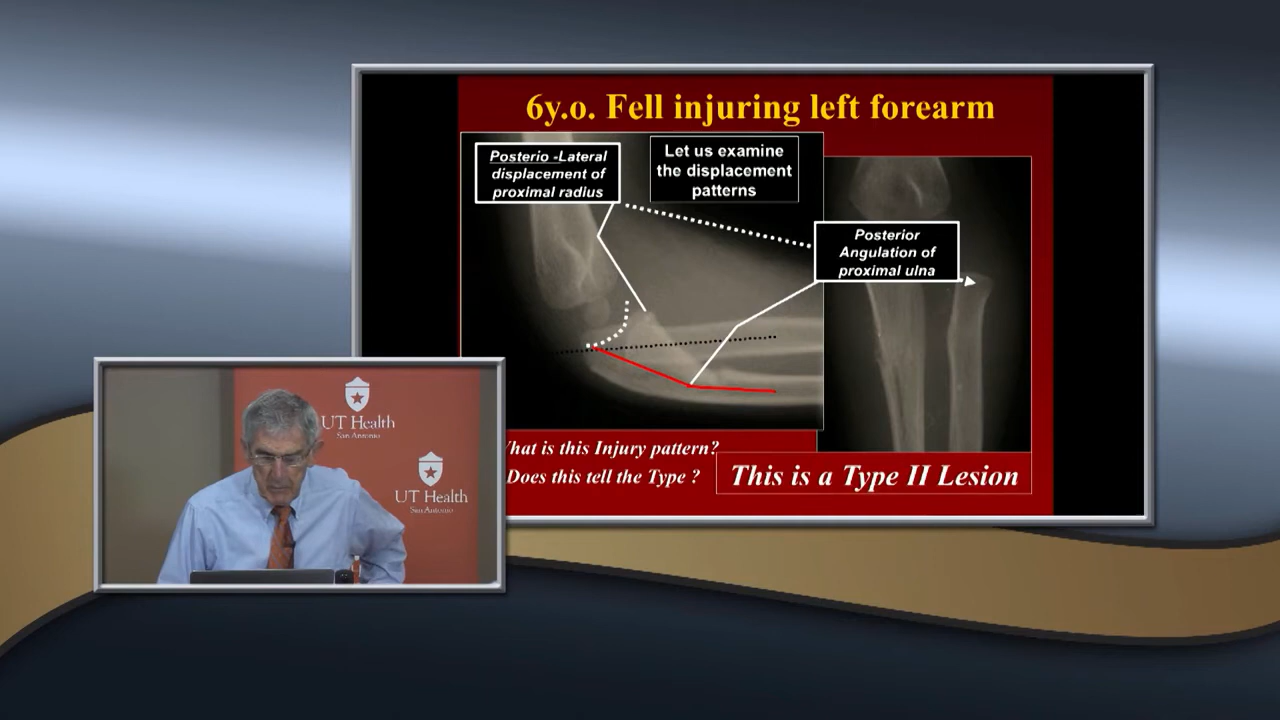 6y.o. Fell injuring left forearm
Posterio -Lateral
displacement of
proximal radius
Let us examine
the displacement
patterns
Posterior
Angulation of
proximal ulna
hat is this Injury pattern?
Does this tell the Type ?
This is a Type II Lesion
UT Health
San Antonio
UT Health
San Antonio